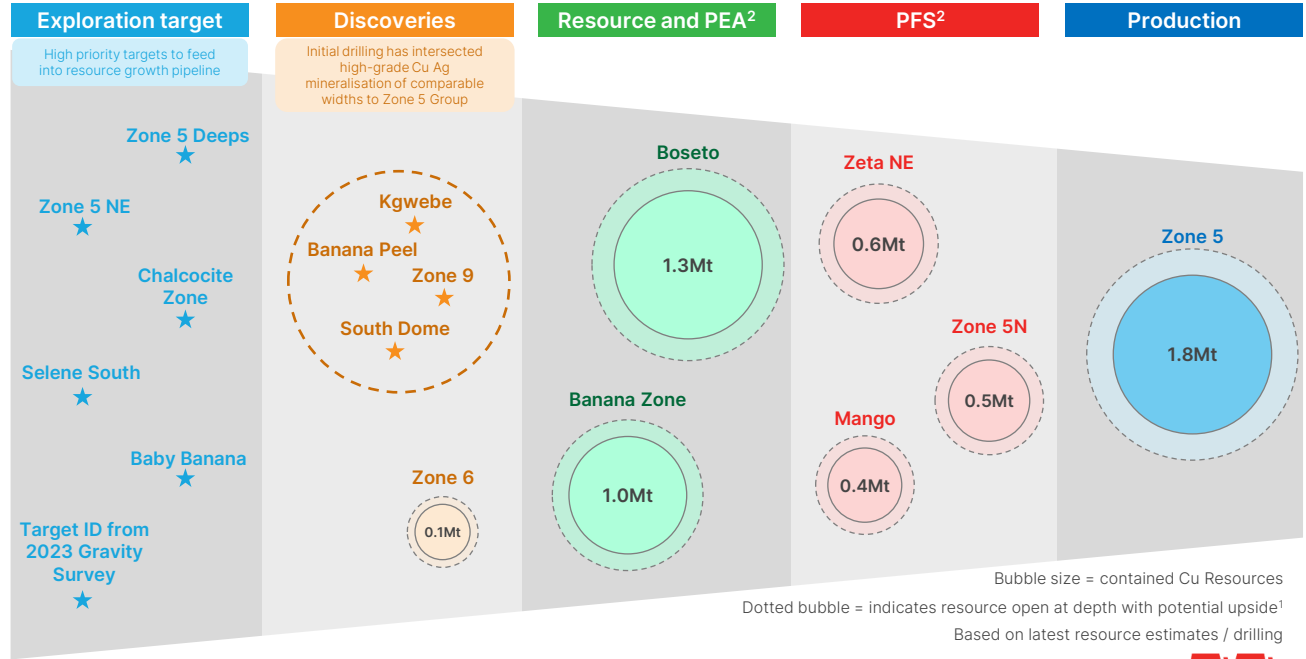 Exploration target
High priority targets to feed
into resource growth pipeline
Zone 5 Deeps
Zone 5 NE
Chalcocite
Zone
Selene South
Baby Banana
Target ID from
2023 Gravity
Survey
Discoveries
Initial drilling has intersected
high-grade Cu Ag
mineralisation of comparable
widths to Zone 5 Group
Kgwebe
Banana Peel
Zone 9
South Dome
Zone 6
0.1Mt
Resource and PEA²
Boseto
1.3Mt
Banana Zone
1.0Mt
PFS²
Zeta NE
0.6Mt
Zone 5N
0.5Mt
Mango
0.4Mt
Production
Zone 5
1.8Mt
Bubble size = contained Cu Resources
Dotted bubble = indicates resource open at depth with potential upside¹
Based on latest resource estimates / drilling